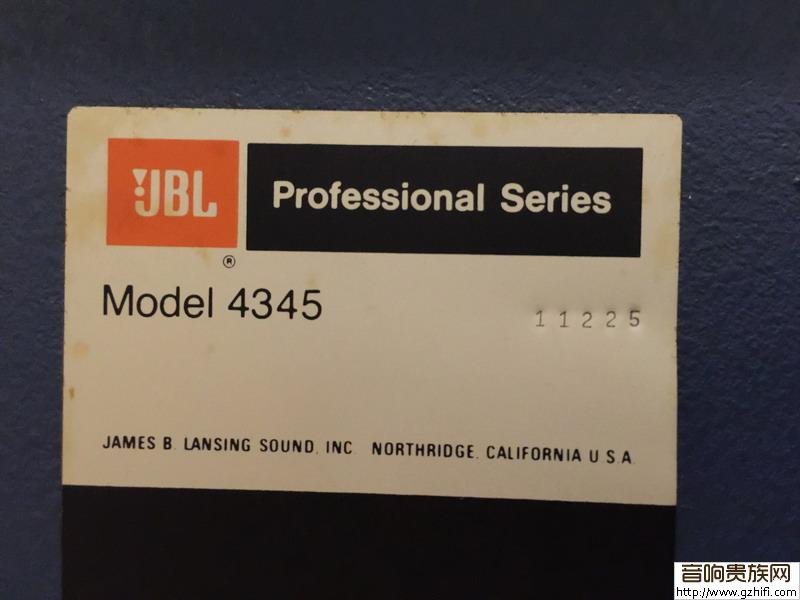 JBL Professional Series
®
Model 4345 11225
JAMES B. LANSING SOUND, INC. NORTHRIDGE, CALIFORNIA U.S.A.
音响贵族网
http://www.gzhifi.com